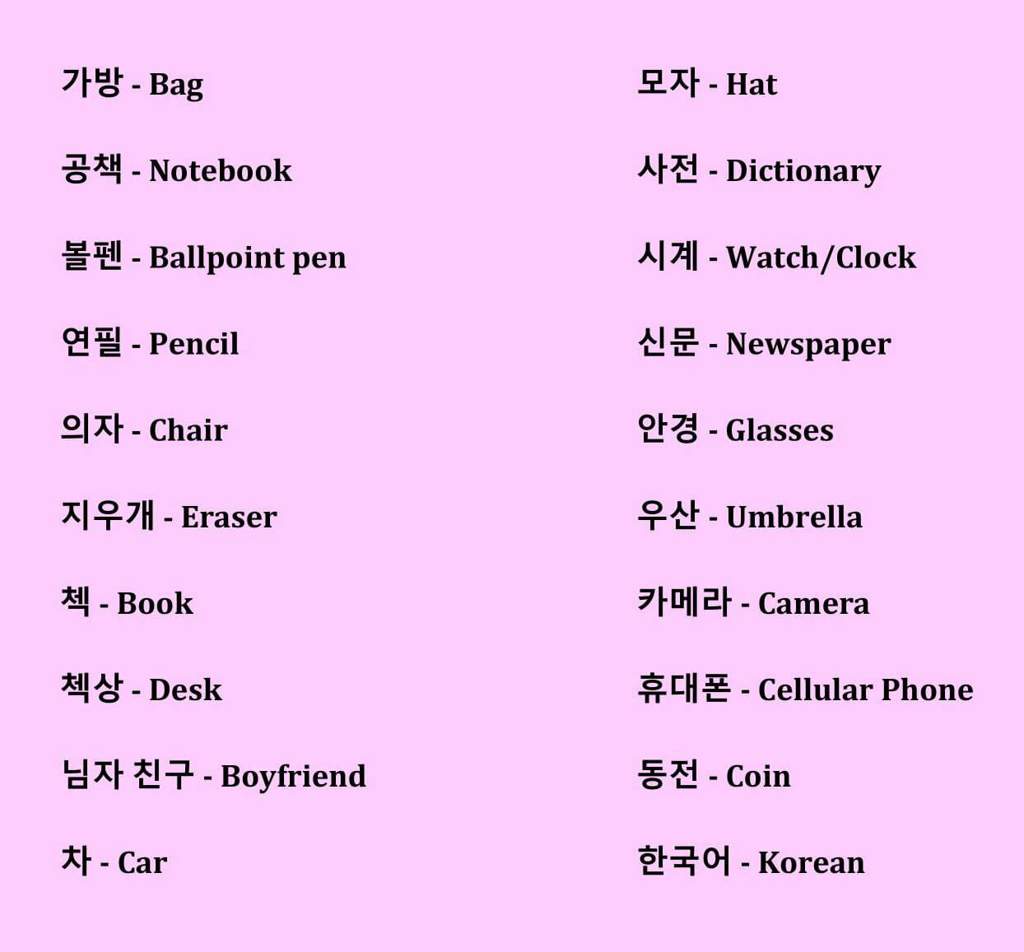 가방 - Bag
공책 - Notebook
볼펜 - Ballpoint pen
연필 - Pencil
의자 - Chair
지우개 - Eraser
첵 - Book
첵상 - Desk
님자 친구 - Boyfriend
차 - Car
모자 - Hat
사전 - Dictionary
시계 - Watch/Clock
신문 - Newspaper
안경 - Glasses
우산 - Umbrella
카메라 - Camera
휴대폰 - Cellular Phone
동전 - Coin
한국어 - Korean